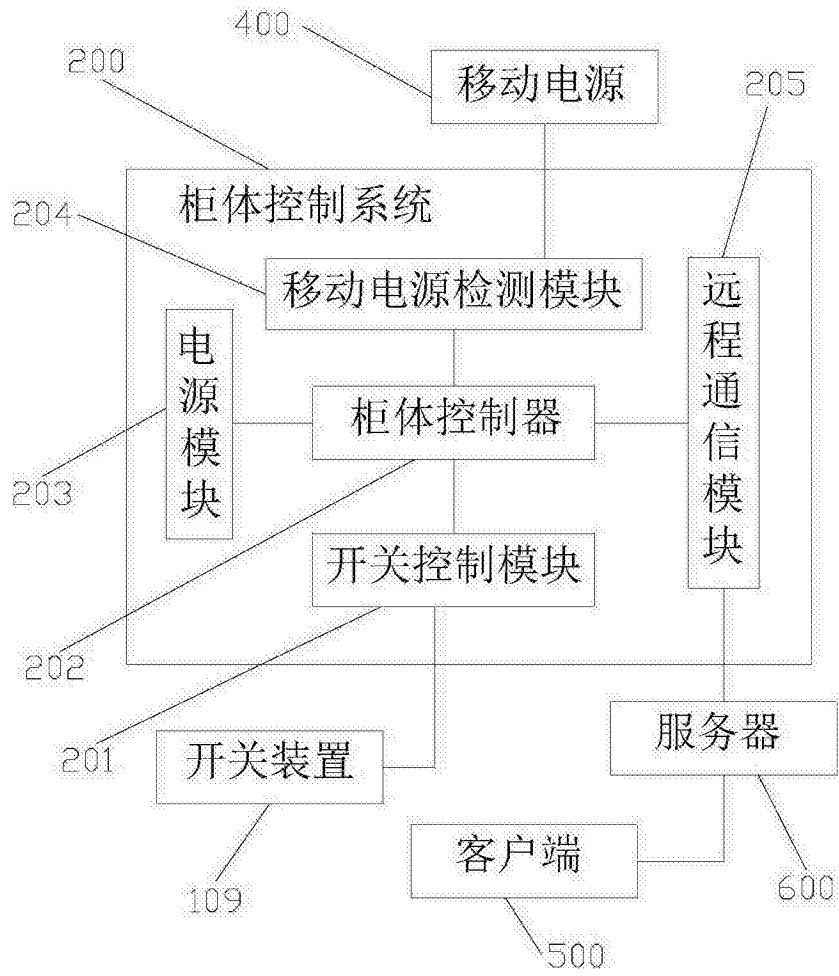 400
移动电源
200
205
柜体控制系统
204
移动电源检测模块
远程通信模块
电源模块
柜体控制器
203
开关控制模块
202
201
开关装置
服务器
客户端
109
500
600